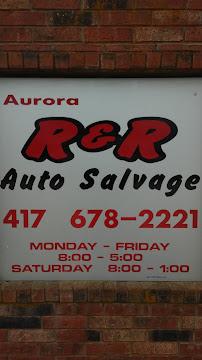 Aurora
R&R
Auto Salvage
417 678-2221
MONDAY - FRIDAY
8:00 - 5:00
SATURDAY 8:00 - 1:00